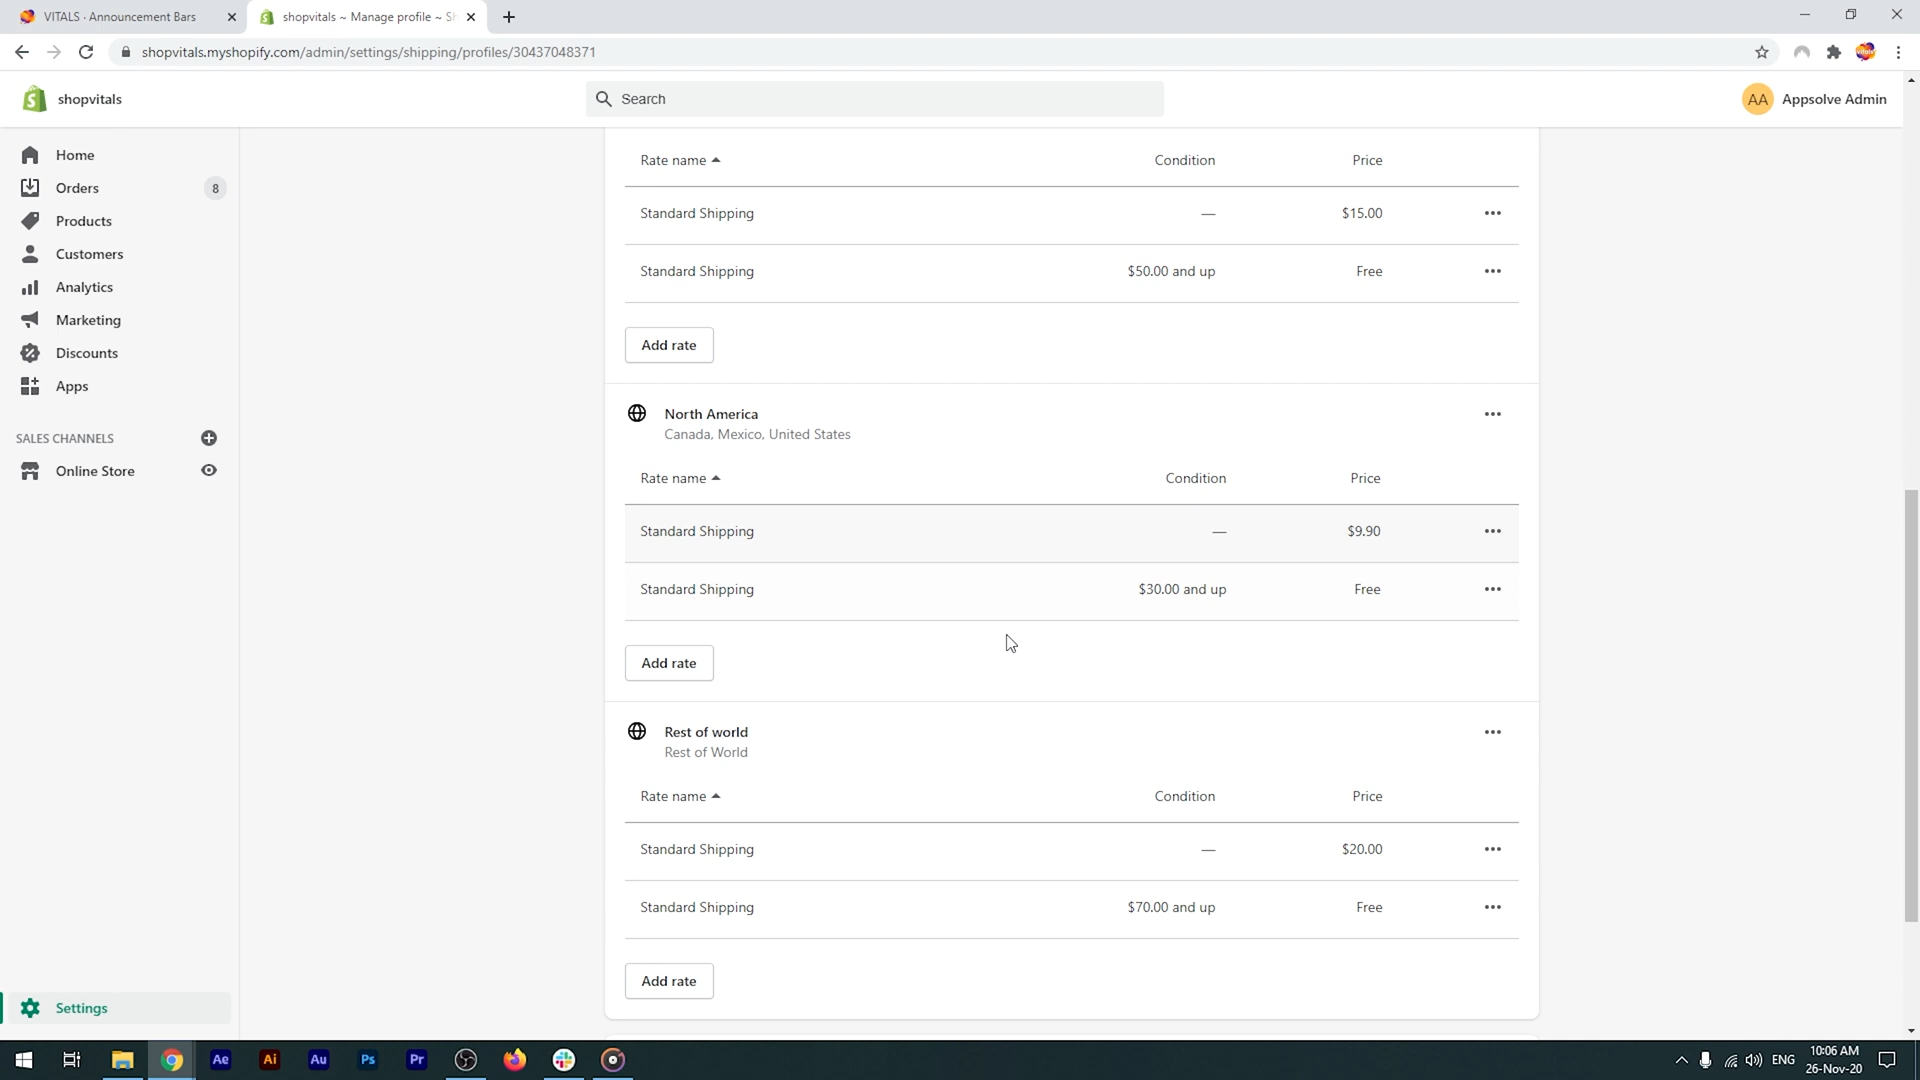 VITALS - Announcement Bars
shopvitals ~ Manage profile ~ Sh
shopvitals.myshopify.com/admin/settings/shipping/profiles/30437048371
shopvitals
Search
AA Appsolve Admin
Home
Orders 8
Products
Customers
Analytics
Marketing
Discounts
Apps
SALES CHANNELS
Online Store
Settings
Rate name Condition Price
Standard Shipping — $15.00
Standard Shipping $50.00 and up Free
Add rate
North America
Canada, Mexico, United States
Rate name Condition Price
Standard Shipping — $9.90
Standard Shipping $30.00 and up Free
Add rate
Rest of world
Rest of World
Rate name Condition Price
Standard Shipping — $20.00
Standard Shipping $70.00 and up Free
Add rate
Ae Ai Au Ps Pr
ENG
10:06 AM
26-Nov-20